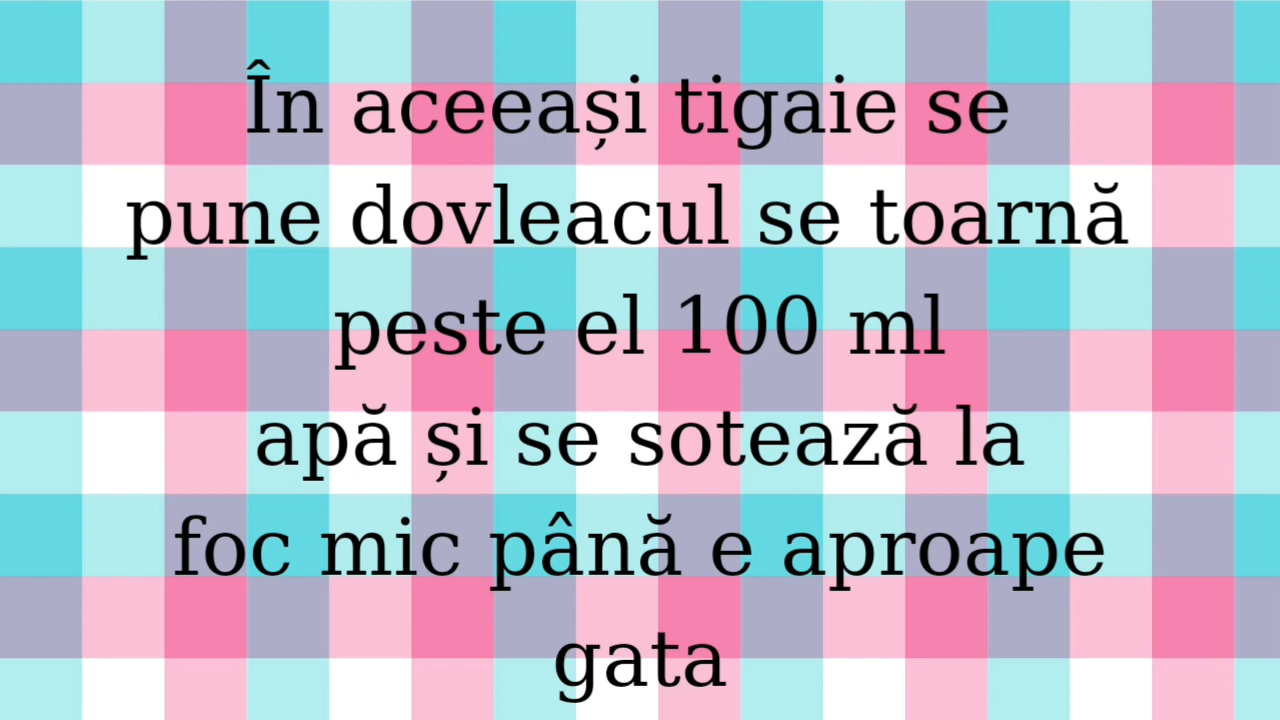 În aceeași tigaie se
pune dovleacul se toarnă
peste el 100 ml
apă și se sotează la
foc mic până e aproape
gata